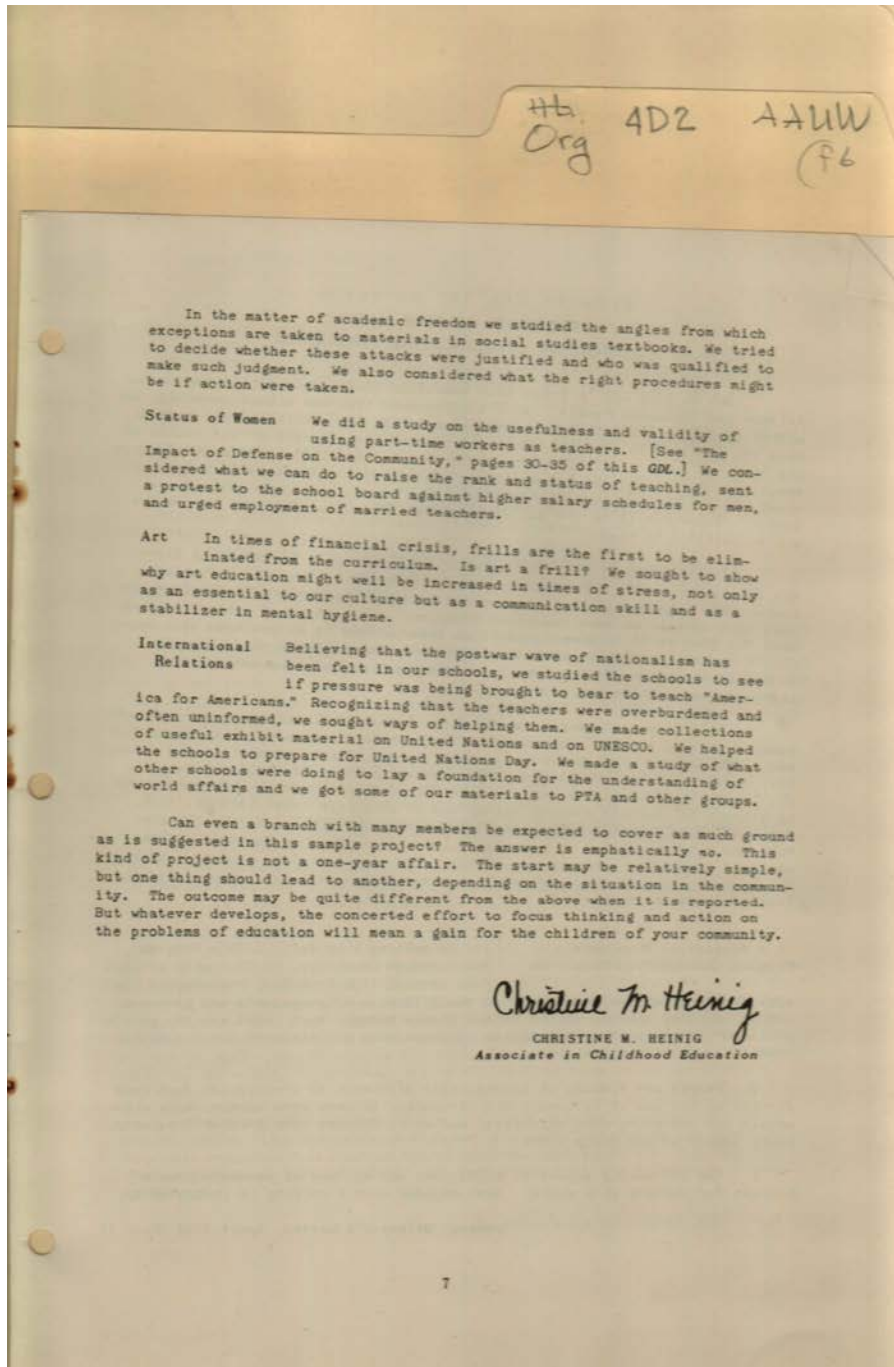 Hb.
Org 4D2 AAUW
f6
In the matter of academic freedom we studied the angles from which
exceptions are taken to materials in social studies textbooks. We tried
to decide whether these attacks were justified and who was qualified to
make such judgment. We also considered what the right procedures might
be if action were taken.
Status of Women We did a study on the usefulness and validity of
using part-time workers as teachers. [See "The
Impact of Defense on the Community," pages 30-35 of this GDL.] We con-
sidered what we can do to raise the rank and status of teaching, sent
a protest to the school board against higher salary schedules for men,
and urged employment of married teachers.
Art In times of financial crisis, frills are the first to be elim-
inated from the curriculum. Is art a frill? We sought to show
why art education might well be increased in times of stress, not only
as an essential to our culture but as a communication skill and as a
stabilizer in mental hygiene.
International Believing that the postwar wave of nationalism has
Relations been felt in our schools, we studied the schools to see
if pressure was being brought to bear to teach "Amer-
ica for Americans." Recognizing that the teachers were overburdened and
often uninformed, we sought ways of helping them. We made collections
of useful exhibit material on United Nations and on UNESCO. We helped
the schools to prepare for United Nations Day. We made a study of what
other schools were doing to lay a foundation for the understanding of
world affairs and we got some of our materials to PTA and other groups.
Can even a branch with many members be expected to cover as much ground
as is suggested in this sample project? The answer is emphatically no. This
kind of project is not a one-year affair. The start may be relatively simple,
but one thing should lead to another, depending on the situation in the commun-
ity. The outcome may be quite different from the above when it is reported.
But whatever develops, the concerted effort to focus thinking and action on
the problems of education will mean a gain for the children of your community.
Christine M Heinig
CHRISTINE M. HEINIG
Associate in Childhood Education
7